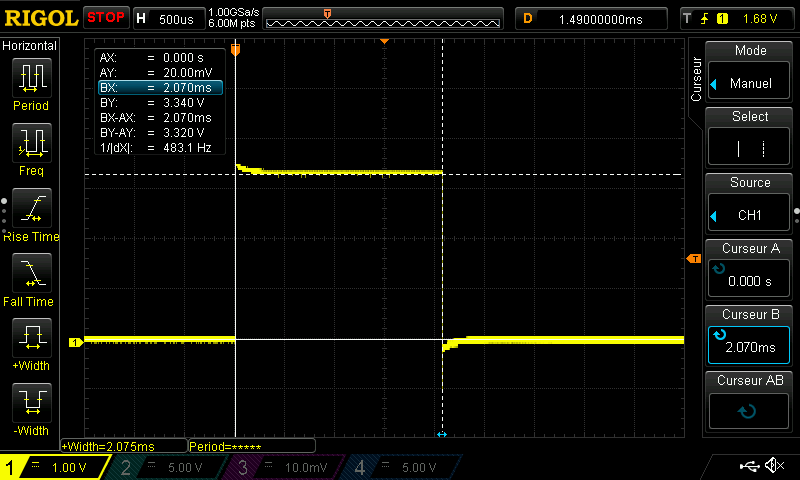 RIGOL STOP H 500us 1.00GSa/s 6.00M pts T D 1.49000000ms T 1 1.68 V
Horizontal
Period
Freq
Rise Time
Fall Time
+Width
-Width
AX: = 0.000 s
AY: = 20.00mV
BX: = 2.070ms
BY: = 3.340 V
BX-AX: = 2.070ms
BY-AY: = 3.320 V
1/|dX|: = 483.1 Hz
T
T
1
+Width=2.075ms Period=*****
Curseur
Mode
Manuel
Select
Source
CH1
Curseur A
0.000 s
Curseur B
2.070ms
Curseur AB
1 = 1.00 V 2 = 5.00 V 3 = 10.0mV 4 = 5.00 V